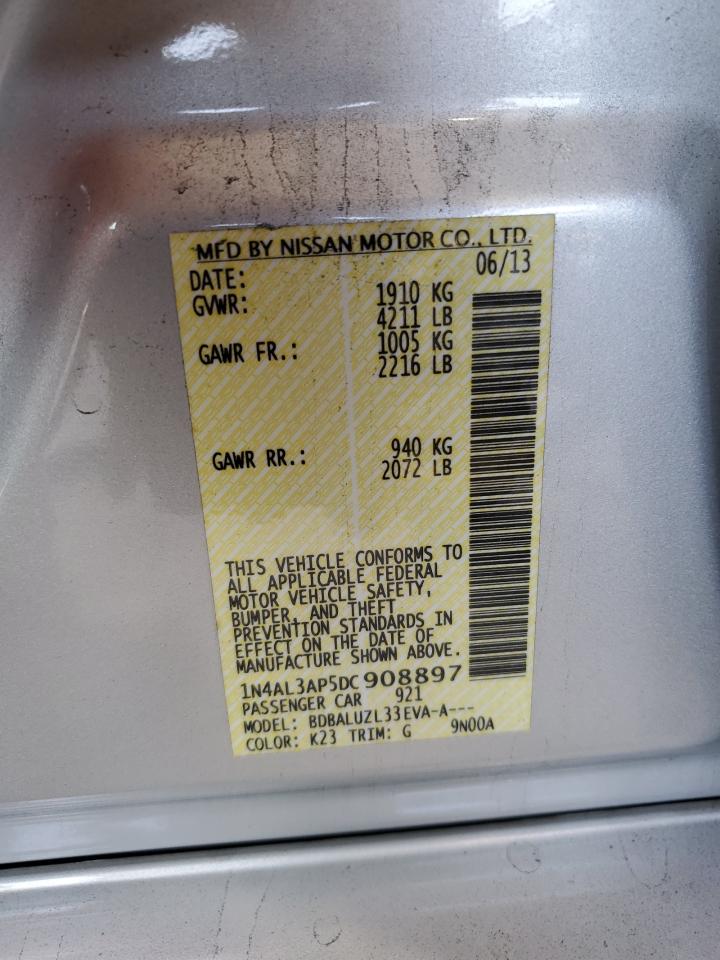 MFD BY NISSAN MOTOR CO., LTD.
DATE: 06/13
GVWR: 1910 KG
4211 LB
GAWR FR.: 1005 KG
2216 LB
GAWR RR.: 940 KG
2072 LB
THIS VEHICLE CONFORMS TO
ALL APPLICABLE FEDERAL
MOTOR VEHICLE SAFETY,
BUMPER, AND THEFT
PREVENTION STANDARDS IN
EFFECT ON THE DATE OF
MANUFACTURE SHOWN ABOVE.
1N4AL3AP5DC908897
PASSENGER CAR 921
MODEL: BDBALUZL33EVA-A---
COLOR: K23 TRIM: G 9N00A